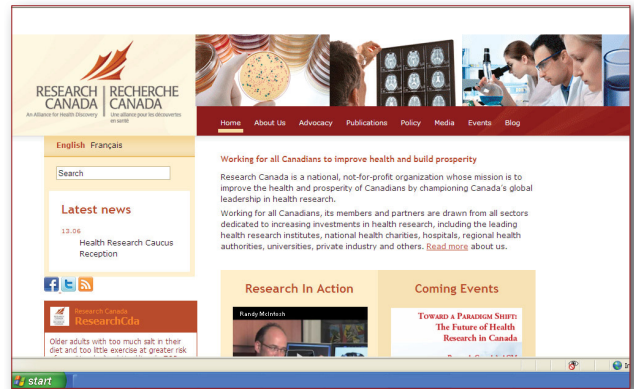 RESEARCH RECHERCHE
CANADA CANADA
An Alliance for Health Discovery Une alliance pour les découvertes
en santé
Home About Us Advocacy Publications Policy Media Events Blog
English Français
Search
Latest news
13.06
Health Research Caucus
Reception
Research Canada
ResearchCda
Older adults with too much salt in their
diet and too little exercise at greater risk
Working for all Canadians to improve health and build prosperity
Research Canada is a national, not-for-profit organization whose mission is to
improve the health and prosperity of Canadians by championing Canada's global
leadership in health research.
Working for all Canadians, its members and partners are drawn from all sectors
dedicated to increasing investments in health research, including the leading
health research institutes, national health charities, hospitals, regional health
authorities, universities, private industry and others. Read more about us.
Research In Action
Randy McIntosh
Coming Events
Toward a Paradigm Shift:
The Future of Health
Research in Canada
start